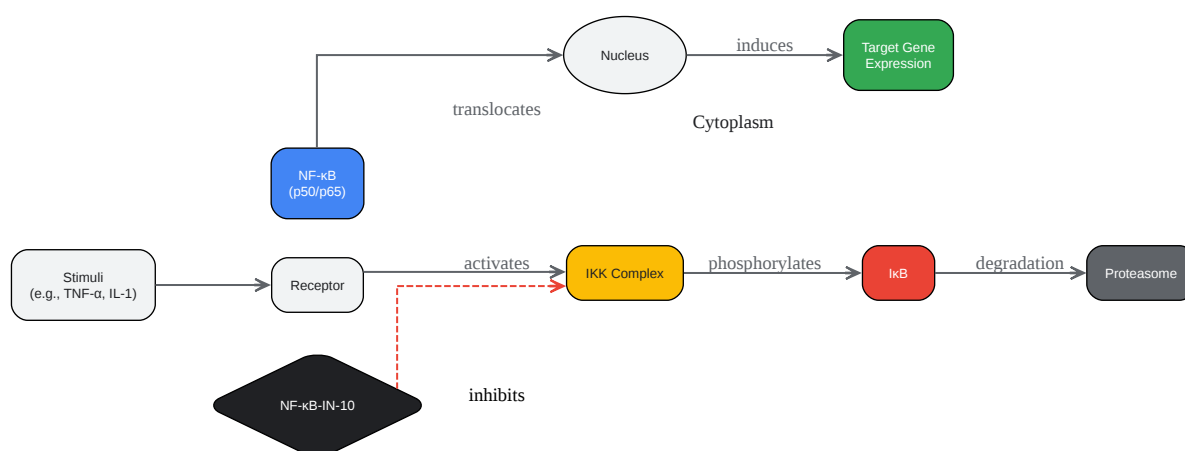 Nucleus
induces
Target Gene
Expression
translocates
Cytoplasm
NF-κB
(p50/p65)
Stimuli
(e.g., TNF-α, IL-1)
Receptor
activates
IKK Complex
phosphorylates
IκB
degradation
Proteasome
NF-κB-IN-10
inhibits